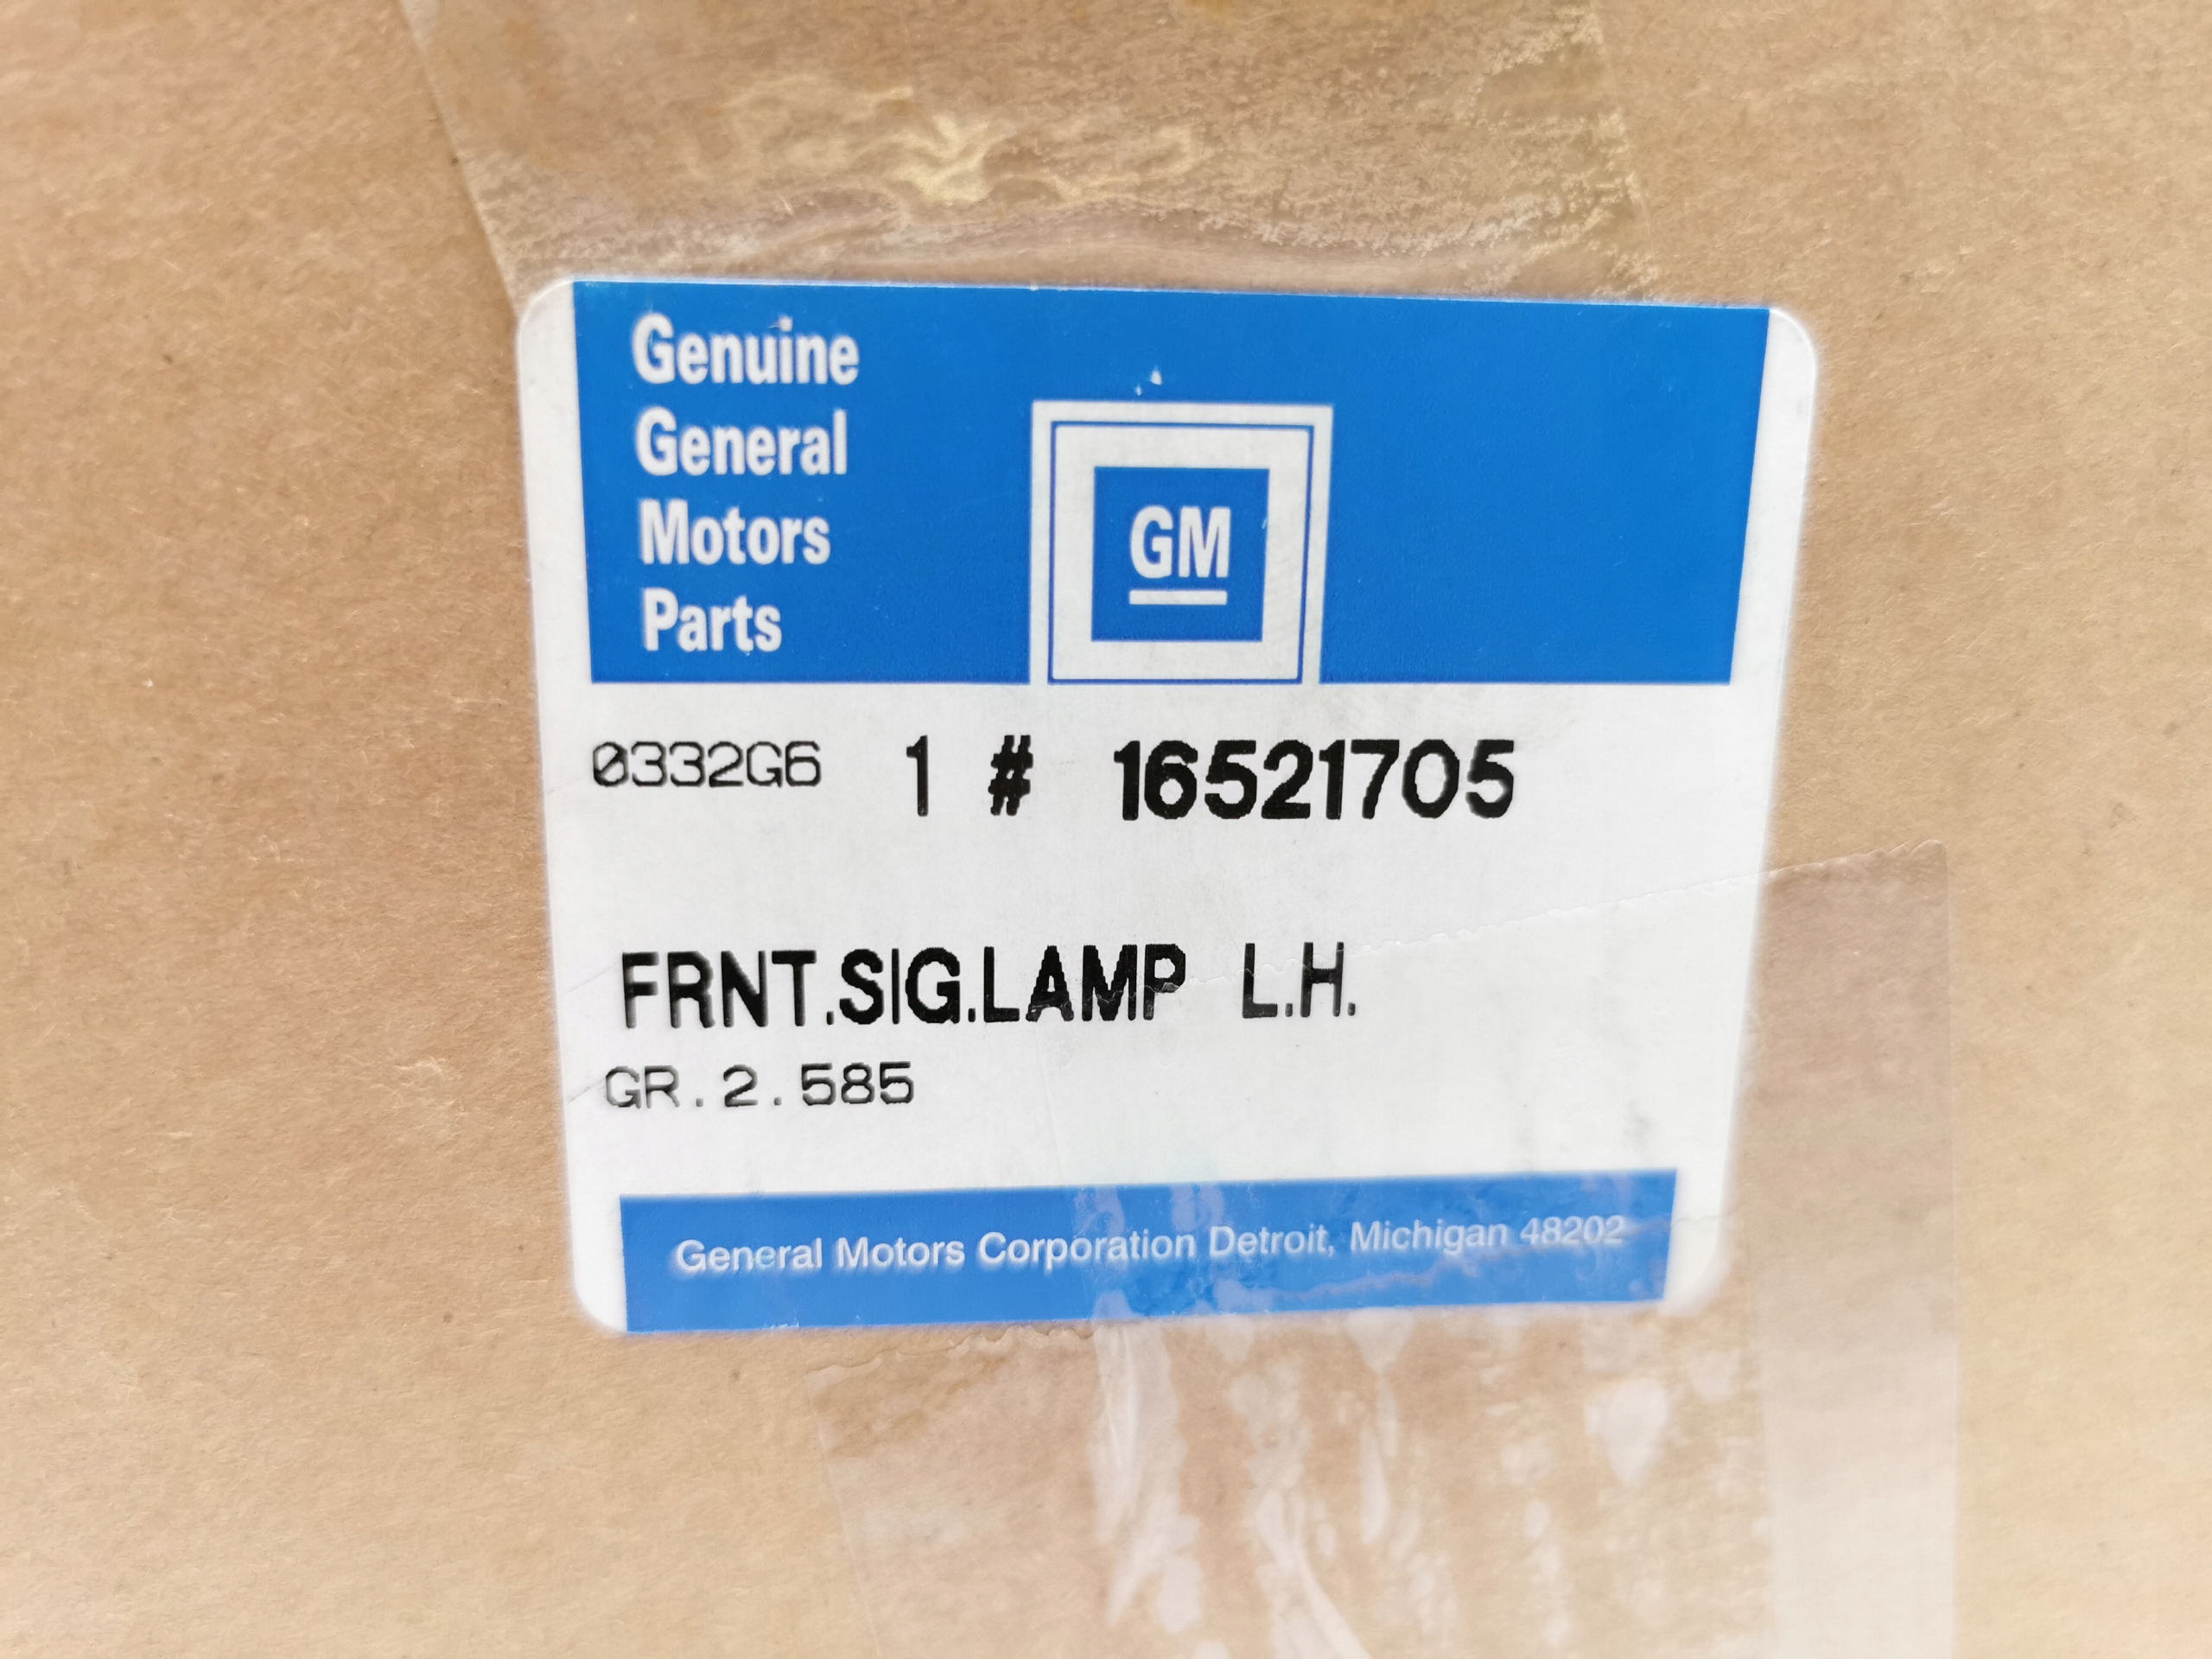 Genuine
General
Motors
Parts
GM
0332G6 1 # 16521705
FRNT.SIG.LAMP L.H.
GR.2.585
General Motors Corporation Detroit, Michigan 48202